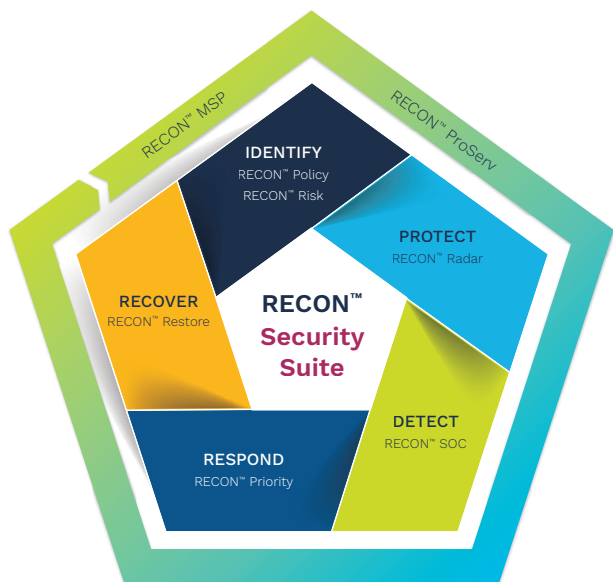 RECON™ MSP
RECON™ ProServ
IDENTIFY
RECON™ Policy
RECON™ Risk
PROTECT
RECON™ Radar
DETECT
RECON™ SOC
RESPOND
RECON™ Priority
RECOVER
RECON™ Restore
RECON™
Security
Suite